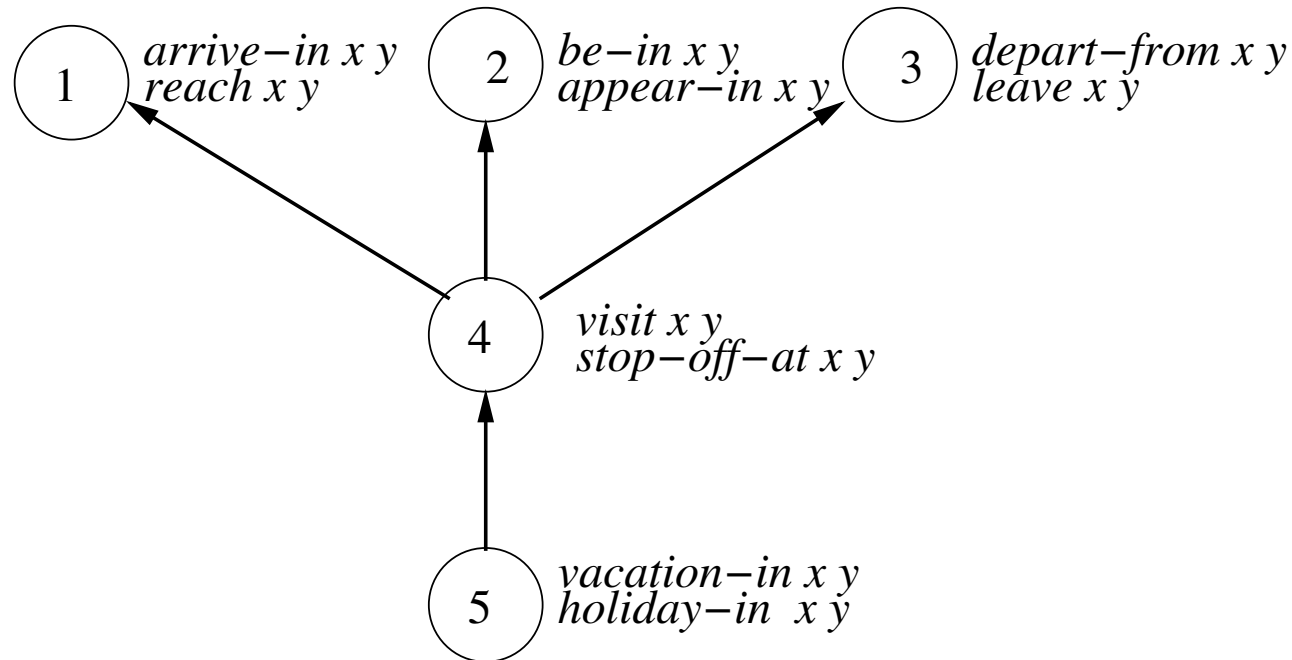 1
arrive−in x y
reach x y
2
be−in x y
appear−in x y
3
depart−from x y
leave x y
4
visit x y
stop−off−at x y
5
vacation−in x y
holiday−in x y